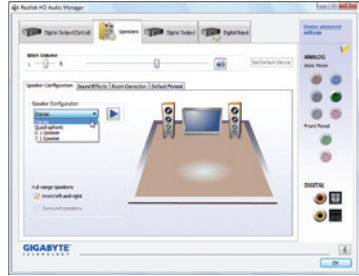 Realtek HD Audio Manager
Digital Output(Optical)
Speakers
Digital Output
Digital Input
Device advanced
settings
Main Volume
L
R
Set Default Device
ANALOG
Back Panel
Speaker Configuration
Sound Effects
Room Correction
Default Format
Speaker Configuration
Stereo
Stereo
Quadraphonic
5.1 Speaker
7.1 Speaker
Front Panel
Full-range Speakers
Front left and right
Surround speakers
DIGITAL
GIGABYTE
TECHNOLOGY
OK